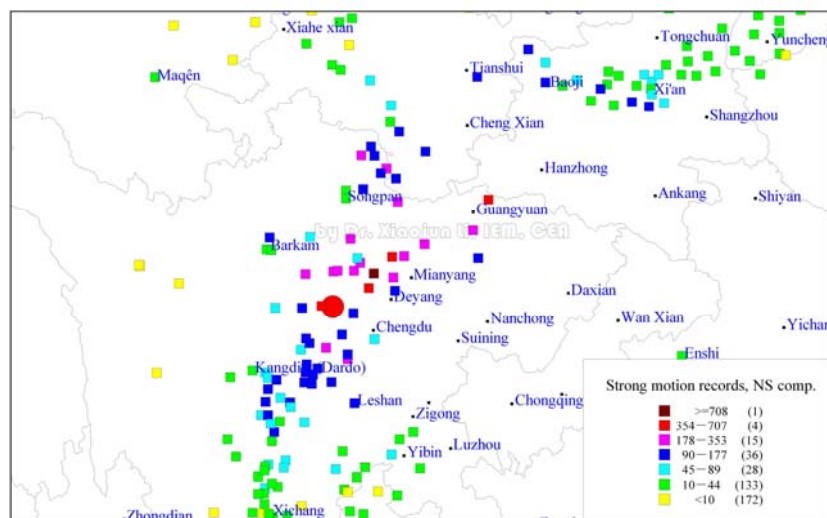 Xiahe xian
Tongchuan
Yuncheng
Maqên
Tianshui
Baoji
Xi'an
Shangzhou
Cheng Xian
Hanzhong
Songpan
Ankang
Shiyan
Guangyuan
by Dr. Xiaojun Li, IEM, CEA
Barkam
Mianyang
Deyang
Daxian
Nanchong
Wan Xian
Chengdu
Suining
Enshi
Kangding (Dardo)
Leshan
Zigong
Chongqing
Yibin
Luzhou
Xichang
Zhongdian
Strong motion records, NS comp.
>=708 (1)
354－707 (4)
178－353 (15)
90－177 (36)
45－89 (28)
10－44 (133)
<10 (172)